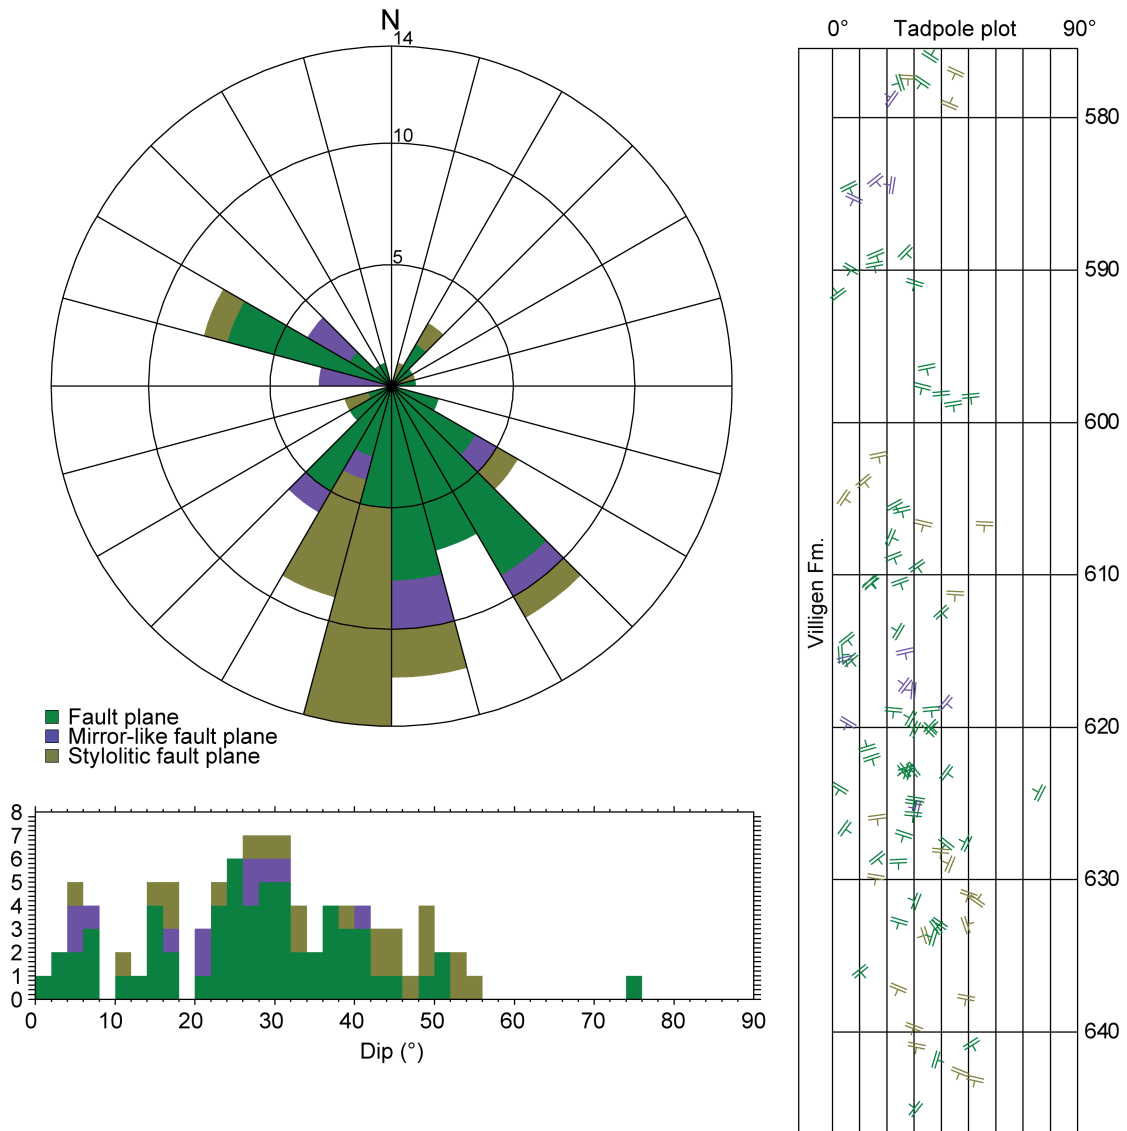 N
14
10
5
Fault plane
Mirror-like fault plane
Stylolitic fault plane
8
7
6
5
4
3
2
1
0
0 10 20 30 40 50 60 70 80 90
Dip (°)
0° Tadpole plot 90°
580
590
600
610
620
630
640
Villigen Fm.